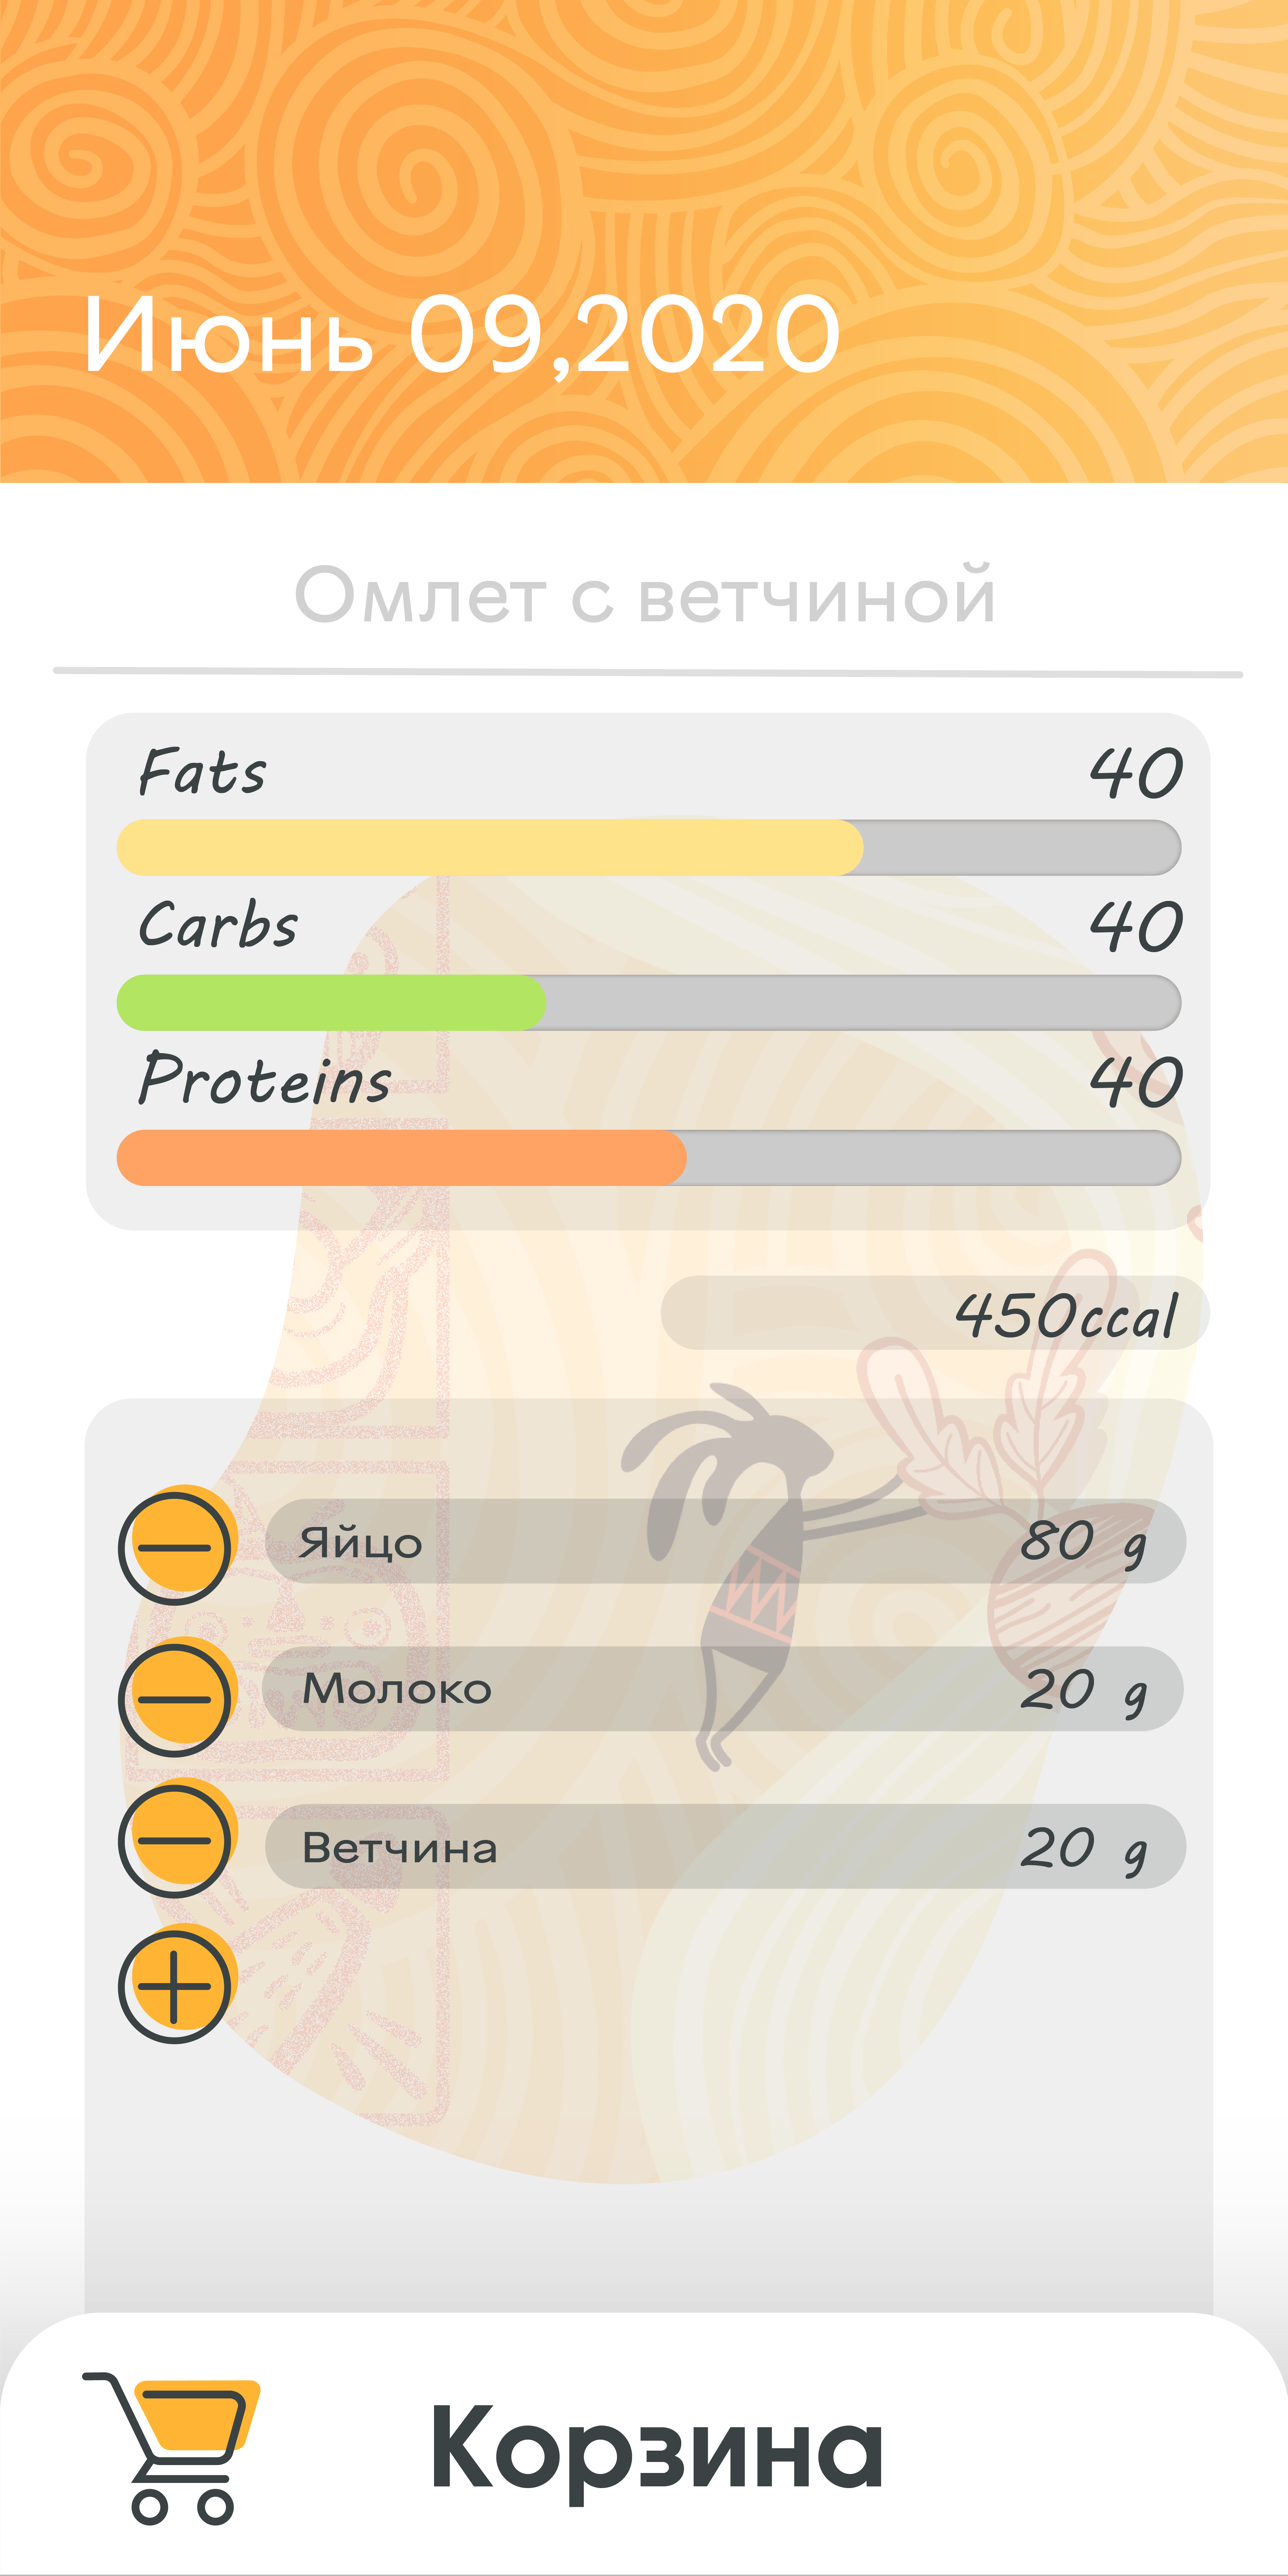 Июнь 09,2020
Омлет с ветчиной
Fats 40
Carbs 40
Proteins 40
450ccal
Яйцо 80 g
Молоко 20 g
Ветчина 20 g
Корзина